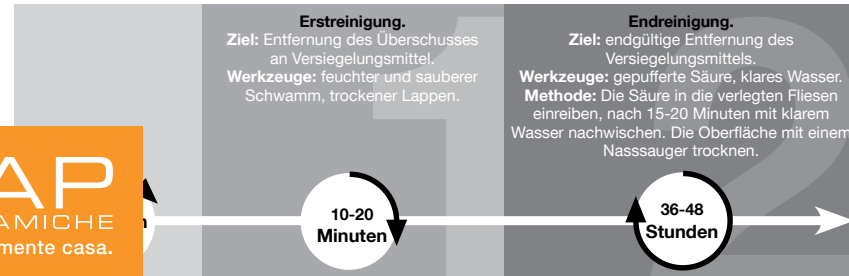 Erstreinigung.
Ziel: Entfernung des Überschusses
an Versiegelungsmittel.
Werkzeuge: feuchter und sauberer
Schwamm, trockener Lappen.
1
Endreinigung.
Ziel: endgültige Entfernung des
Versiegelungsmittels.
Werkzeuge: gepufferte Säure, klares Wasser.
Methode: Die Säure in die verlegten Fliesen
einreiben, nach 15-20 Minuten mit klarem
Wasser nachwischen. Die Oberfläche mit einem
Nasssauger trocknen.
2
AP
AMICHE
mente casa.
n
10-20
Minuten
36-48
Stunden